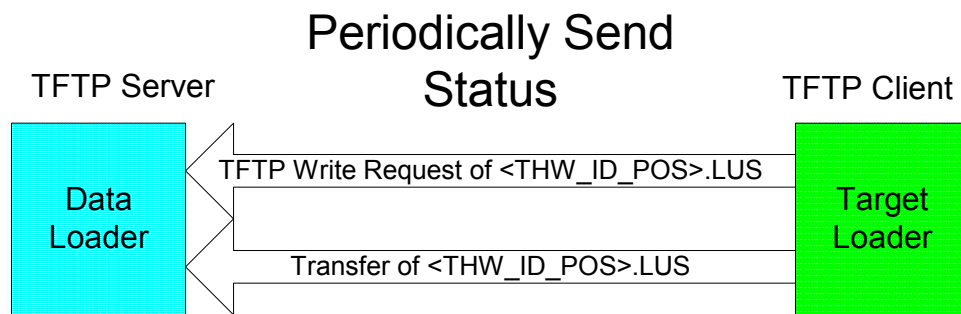 Periodically Send
Status
TFTP Server
TFTP Client
TFTP Write Request of <THW_ID_POS>.LUS
Data
Loader
Target
Loader
Transfer of <THW_ID_POS>.LUS